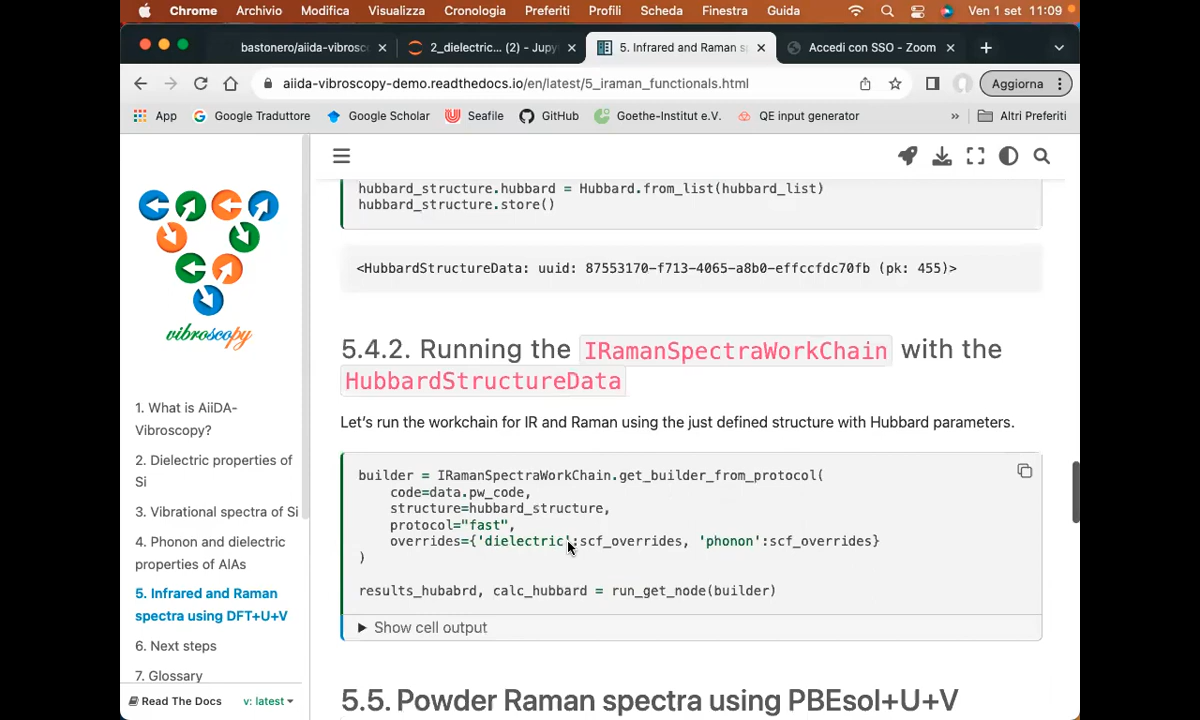 Chrome Archivio Modifica Visualizza Cronologia Preferiti Profili Scheda Finestra Guida Ven 1 set 11:09
bastonero/aiida-vibrosc × 2_dielectric... (2) - Jupy × 5. Infrared and Raman s × Accedi con SSO - Zoom × +
aiida-vibroscopy-demo.readthedocs.io/en/latest/5_iraman_functionals.html Aggiorna
App Google Traduttore Google Scholar Seafile GitHub Goethe-Institut e.V. QE input generator » Altri Preferiti
vibroscopy
1. What is AiiDA-
Vibroscopy?
2. Dielectric properties of
Si
3. Vibrational spectra of Si
4. Phonon and dielectric
properties of AlAs
5. Infrared and Raman
spectra using DFT+U+V
6. Next steps
7. Glossary
Read The Docs v: latest
hubbard_structure.hubbard = Hubbard.from_list(hubbard_list)
hubbard_structure.store()
<HubbardStructureData: uuid: 87553170-f713-4065-a8b0-effccfdc70fb (pk: 455)>
5.4.2. Running the IRamanSpectraWorkChain with the
HubbardStructureData
Let's run the workchain for IR and Raman using the just defined structure with Hubbard parameters.
builder = IRamanSpectraWorkChain.get_builder_from_protocol(
code=data.pw_code,
structure=hubbard_structure,
protocol="fast",
overrides={'dielectric':scf_overrides, 'phonon':scf_overrides}
)
results_hubabrd, calc_hubbard = run_get_node(builder)
Show cell output
5.5. Powder Raman spectra using PBEsol+U+V